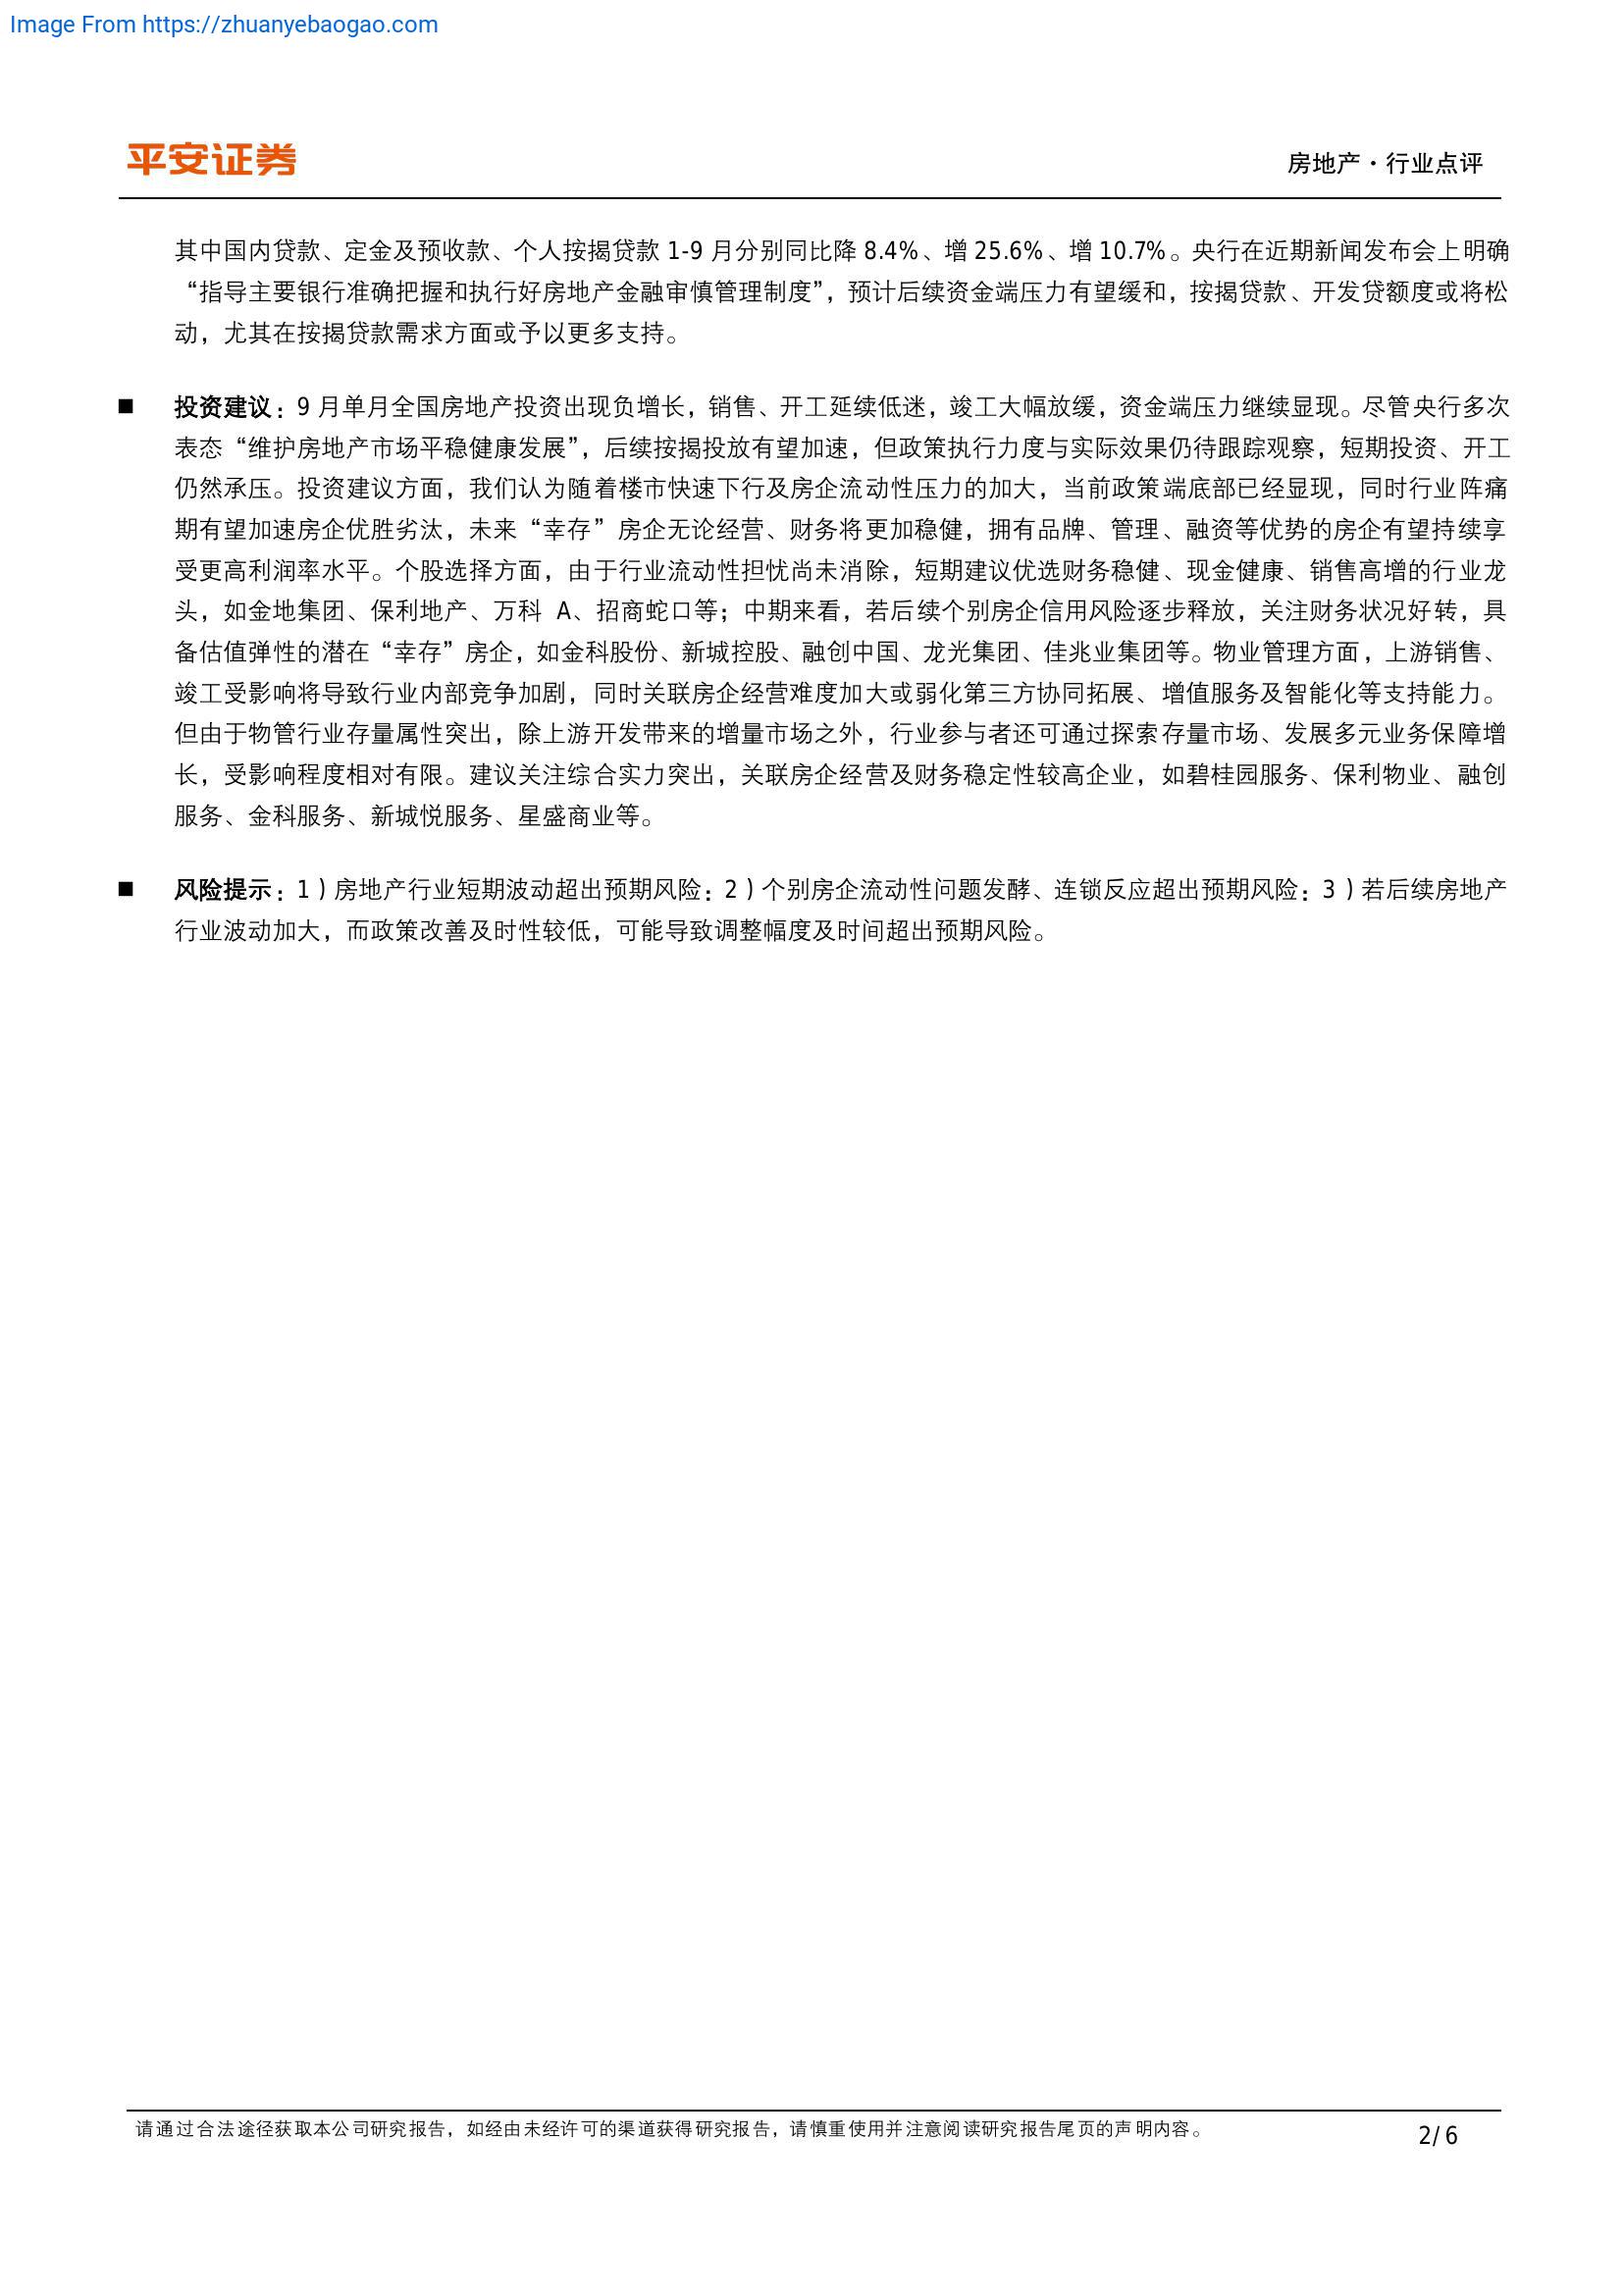 Image From https://zhuanyebaogao.com
平安证券
房地产·行业点评
其中国内贷款、定金及预收款、个人按揭贷款 1-9 月分别同比降 8.4%、增 25.6%、增 10.7%。央行在近期新闻发布会上明确
“指导主要银行准确把握和执行好房地产金融审慎管理制度”，预计后续资金端压力有望缓和，按揭贷款、开发贷额度或将松
动，尤其在按揭贷款需求方面或予以更多支持。
■ 投资建议：9 月单月全国房地产投资出现负增长，销售、开工延续低迷，竣工大幅放缓，资金端压力继续显现。尽管央行多次
表态“维护房地产市场平稳健康发展”，后续按揭投放有望加速，但政策执行力度与实际效果仍待跟踪观察，短期投资、开工
仍然承压。投资建议方面，我们认为随着楼市快速下行及房企流动性压力的加大，当前政策端底部已经显现，同时行业阵痛
期有望加速房企优胜劣汰，未来“幸存”房企无论经营、财务将更加稳健，拥有品牌、管理、融资等优势的房企有望持续享
受更高利润率水平。个股选择方面，由于行业流动性担忧尚未消除，短期建议优选财务稳健、现金健康、销售高增的行业龙
头，如金地集团、保利地产、万科 A、招商蛇口等；中期来看，若后续个别房企信用风险逐步释放，关注财务状况好转，具
备估值弹性的潜在“幸存”房企，如金科股份、新城控股、融创中国、龙光集团、佳兆业集团等。物业管理方面，上游销售、
竣工受影响将导致行业内部竞争加剧，同时关联房企经营难度加大或弱化第三方协同拓展、增值服务及智能化等支持能力。
但由于物管行业存量属性突出，除上游开发带来的增量市场之外，行业参与者还可通过探索存量市场、发展多元业务保障增
长，受影响程度相对有限。建议关注综合实力突出，关联房企经营及财务稳定性较高企业，如碧桂园服务、保利物业、融创
服务、金科服务、新城悦服务、星盛商业等。
■ 风险提示：1）房地产行业短期波动超出预期风险：2）个别房企流动性问题发酵、连锁反应超出预期风险：3）若后续房地产
行业波动加大，而政策改善及时性较低，可能导致调整幅度及时间超出预期风险。
请通过合法途径获取本公司研究报告，如经由未经许可的渠道获得研究报告，请慎重使用并注意阅读研究报告尾页的声明内容。
2/ 6